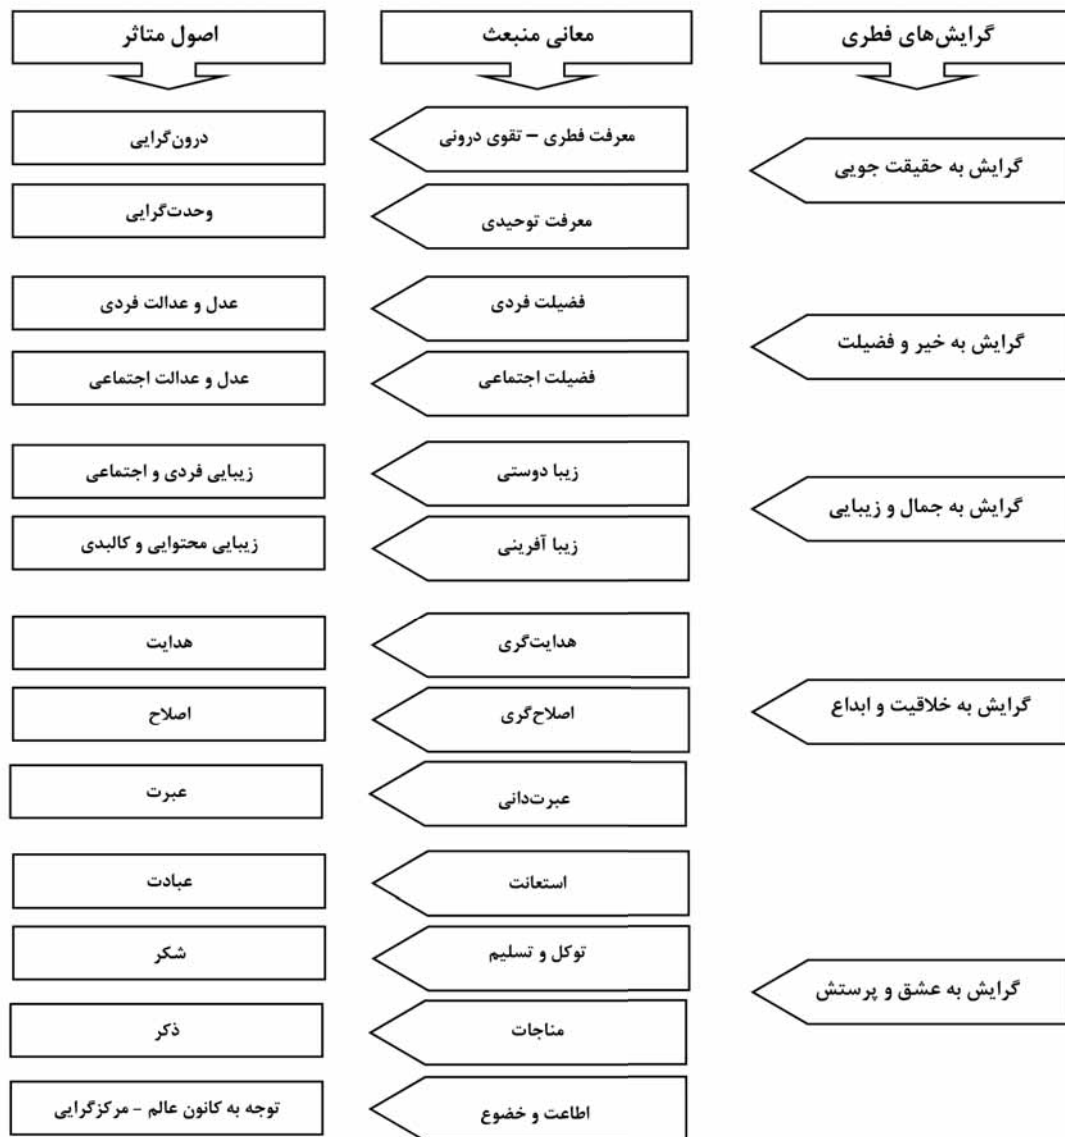 گرایش‌های فطری
معانی منبعث
اصول متاثر
گرایش به حقیقت جویی
معرفت فطری – تقوی درونی
درون‌گرایی
معرفت توحیدی
وحدت‌گرایی
گرایش به خیر و فضیلت
فضیلت فردی
عدل و عدالت فردی
فضیلت اجتماعی
عدل و عدالت اجتماعی
گرایش به جمال و زیبایی
زیبا دوستی
زیبایی فردی و اجتماعی
زیبا آفرینی
زیبایی محتوایی و کالبدی
گرایش به خلاقیت و ابداع
هدایت‌گری
هدایت
اصلاح‌گری
اصلاح
عبرت‌دانی
عبرت
گرایش به عشق و پرستش
استعانت
عبادت
توکل و تسلیم
شکر
مناجات
ذکر
اطاعت و خضوع
توجه به کانون عالم – مرکزگرایی